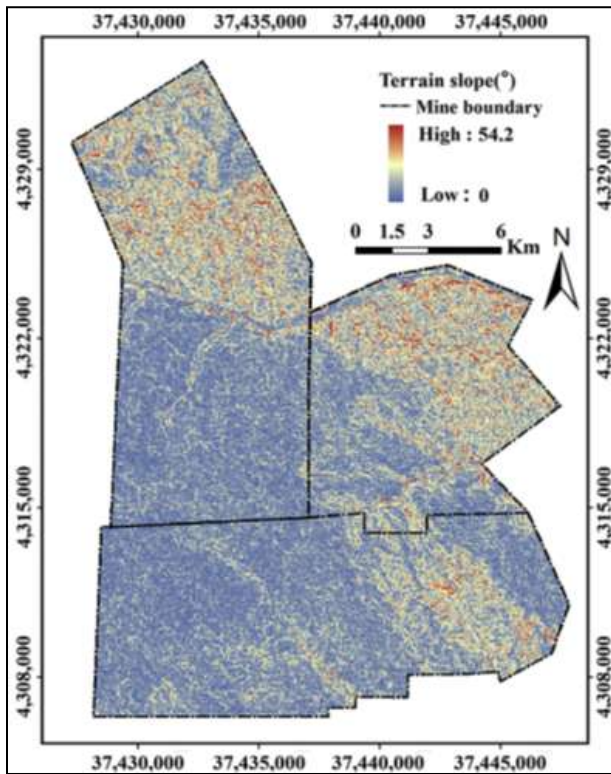 37,430,000 37,435,000 37,440,000 37,445,000
Terrain slope(°)
Mine boundary
High : 54.2
Low : 0
0 1.5 3 6
Km
N
4,329,000
4,322,000
4,315,000
4,308,000
4,329,000
4,322,000
4,315,000
4,308,000
37,430,000 37,435,000 37,440,000 37,445,000